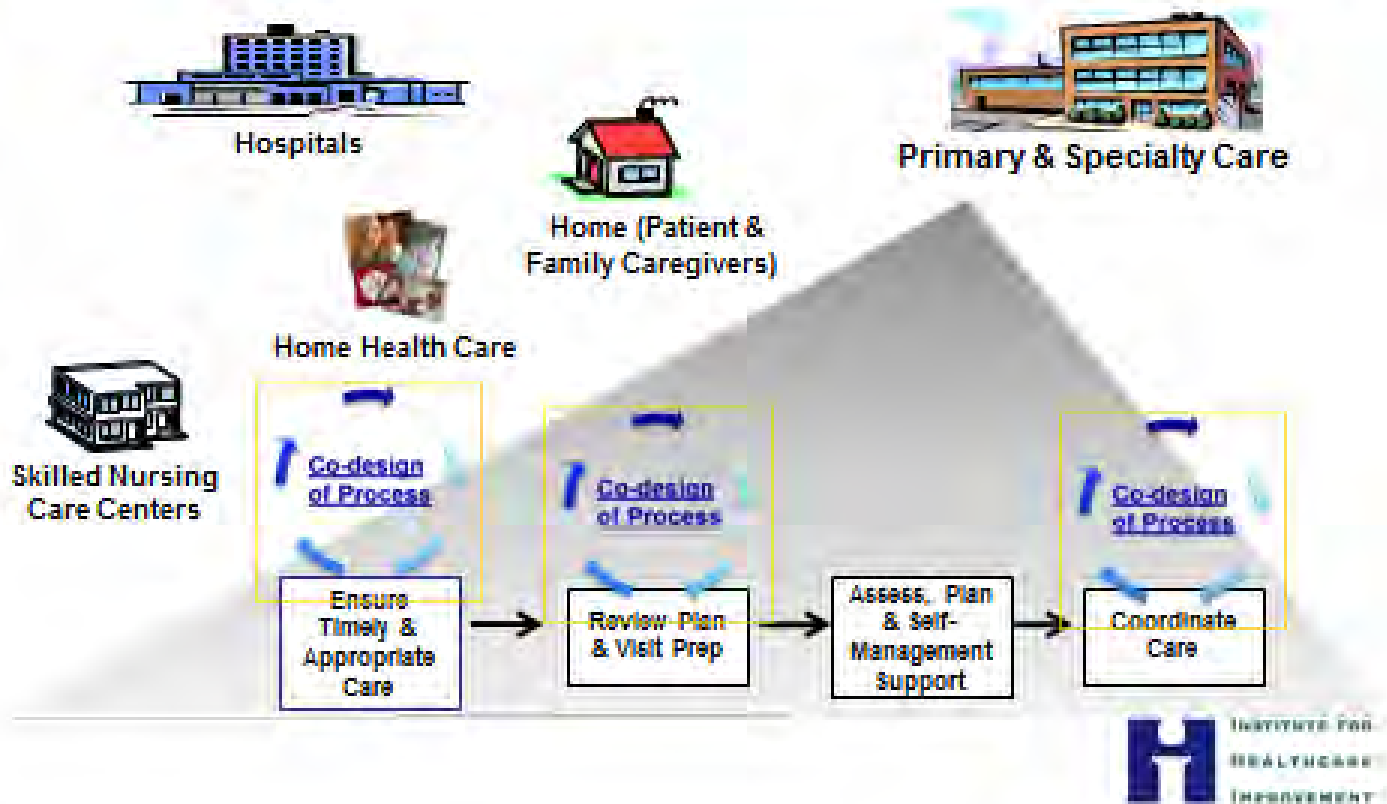 Hospitals
Primary & Specialty Care
Home (Patient &
Family Caregivers)
Home Health Care
Skilled Nursing
Care Centers
Co-design
of Process
Co-design
of Process
Co-design
of Process
Ensure
Timely &
Appropriate
Care
Review Plan
& Visit Prep
Assess, Plan
& Self-
Management
Support
Coordinate
Care
INSTITUTE FOR
HEALTHCARE
IMPROVEMENT